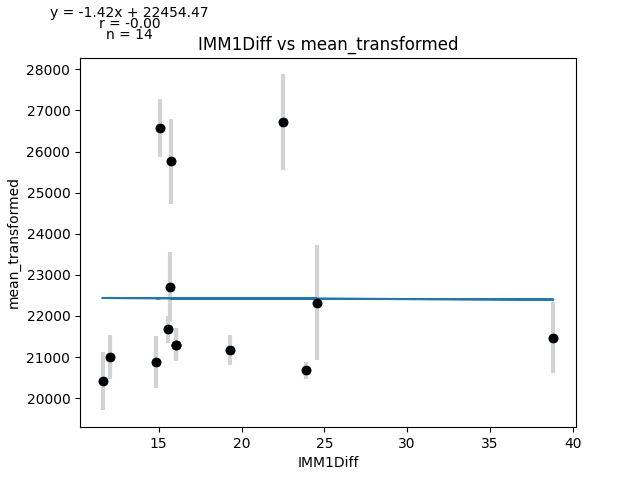 y = -1.42x + 22454.47
r = -0.00
n = 14
IMM1Diff vs mean_transformed
28000
27000
26000
25000
24000
23000
22000
21000
20000
mean_transformed
15 20 25 30 35 40
IMM1Diff